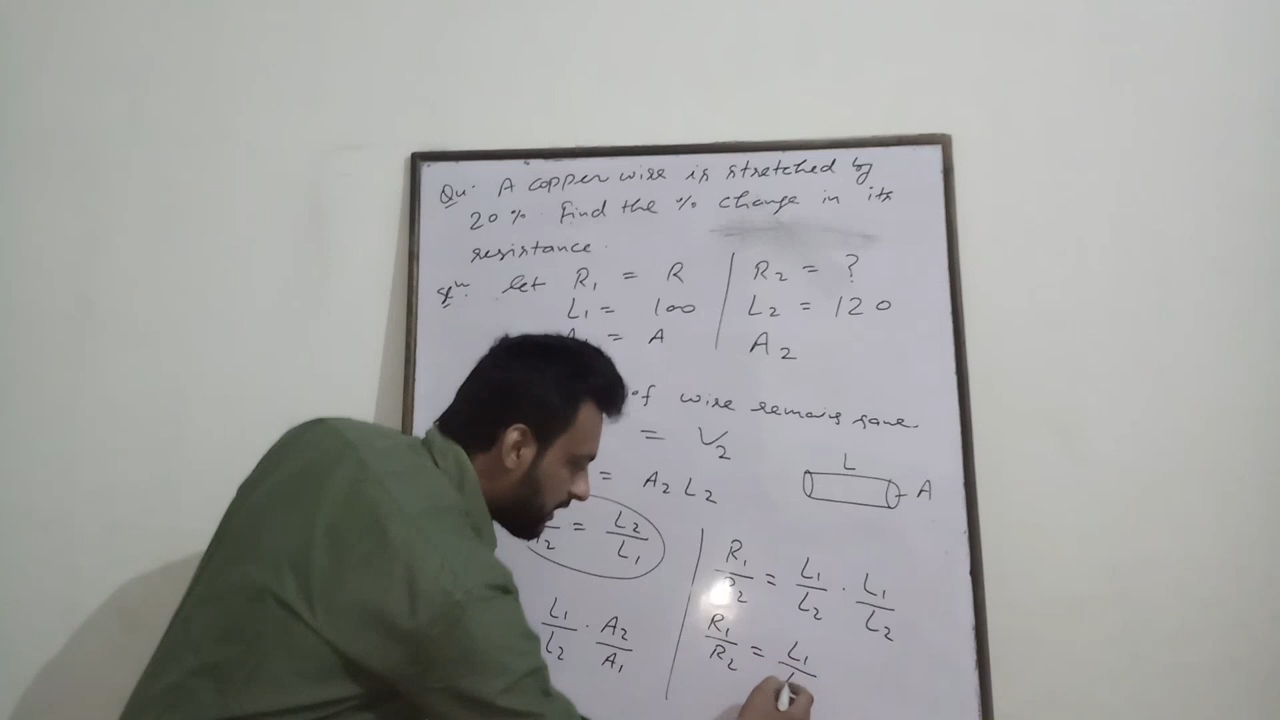 Qu. A copper wire is stretched by
20% Find the % change in its
resistance.
Solⁿ. Let R₁ = R | R₂ = ?
L₁ = 100 | L₂ = 120
A₁ = A | A₂
of wire remains same
= V₂
= A₂ L₂
L
A
= L₂/L₁
R₁/R₂ = L₁/L₂ · L₁/L₂
L₁/L₂ · A₂/A₁
R₁/R₂ = L₁/